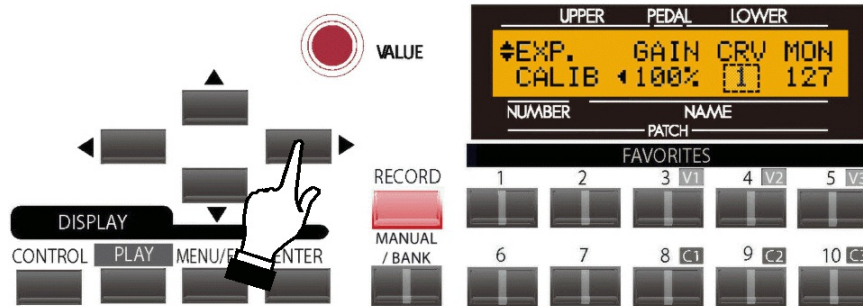 VALUE
UPPER PEDAL LOWER
EXP. GAIN CRV MON
CALIB 100% 1 127
NUMBER NAME
PATCH
FAVORITES
RECORD
1 2 3 V1 4 V2 5
DISPLAY
CONTROL PLAY MENU/
MANUAL
/ BANK
6 7 8 C1 9 C2 10